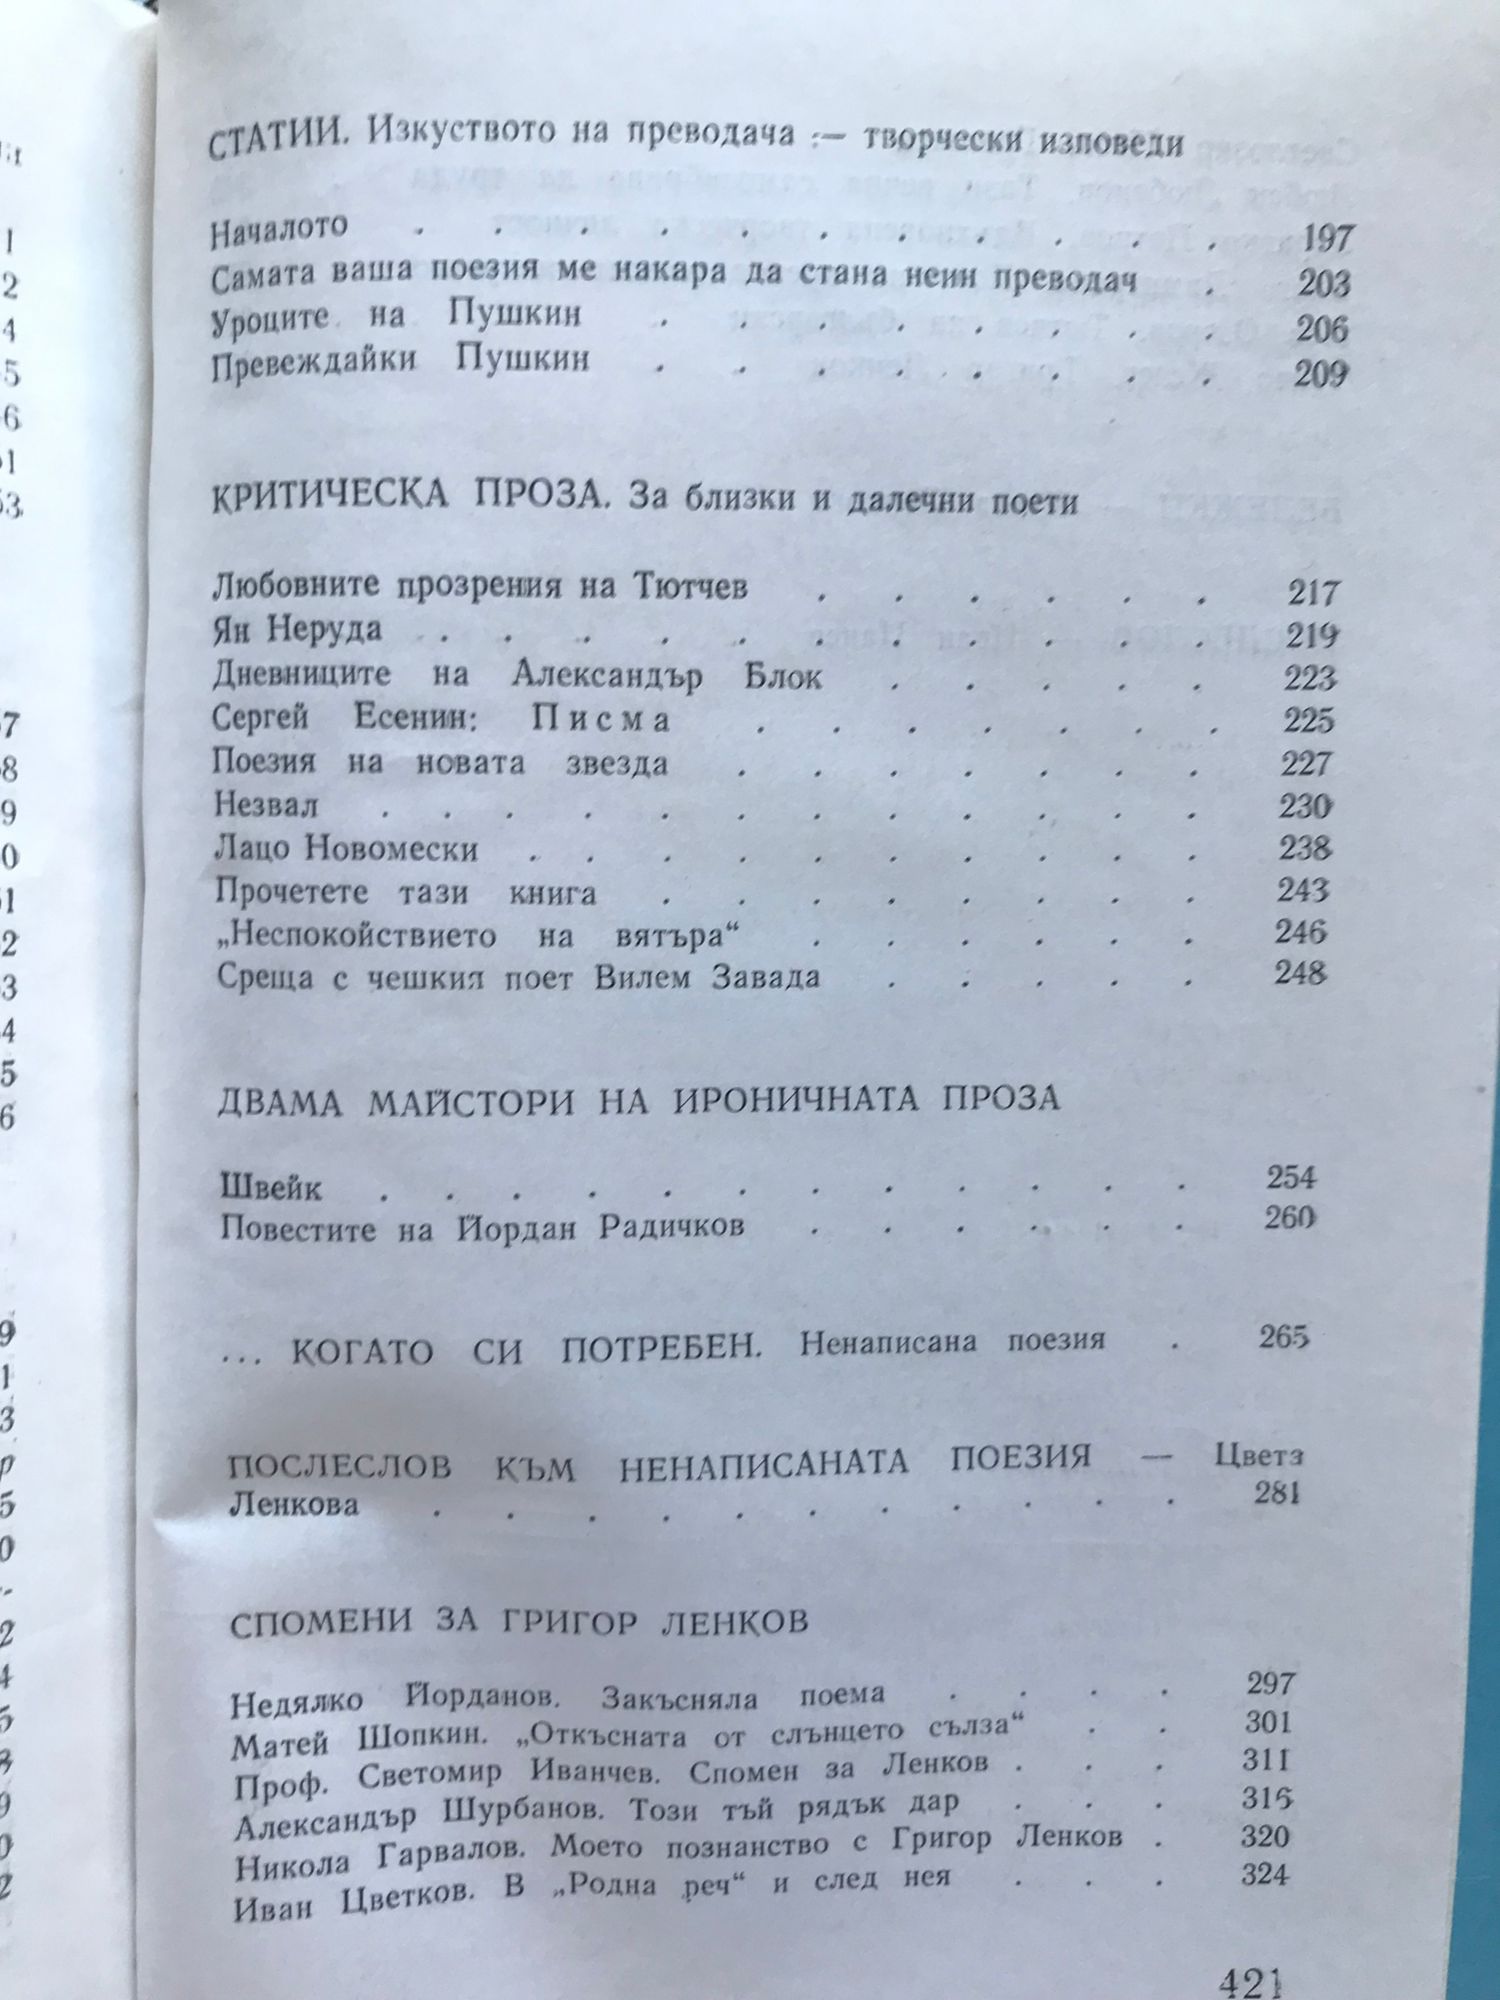 СТАТИИ. Изкуството на преводача — творчески изповеди
Началото . . . . . . . . . . . 197
Самата ваша поезия ме накара да стана неин преводач . 203
Уроците на Пушкин . . . . . . . . 206
Превеждайки Пушкин . . . . . . . . 209
КРИТИЧЕСКА ПРОЗА. За близки и далечни поети
Любовните прозрения на Тютчев . . . . . . 217
Ян Неруда . . . . . . . . . . . 219
Дневниците на Александър Блок . . . . . 223
Сергей Есенин: Писма . . . . . . . 225
Поезия на новата звезда . . . . . . . 227
Незвал . . . . . . . . . . . . 230
Лацо Новомески . . . . . . . . . . 238
Прочетете тази книга . . . . . . . . 243
„Неспокойствието на вятъра“ . . . . . . 246
Среща с чешкия поет Вилем Завада . . . . . 248
ДВАМА МАЙСТОРИ НА ИРОНИЧНАТА ПРОЗА
Швейк . . . . . . . . . . . . 254
Повестите на Йордан Радичков . . . . . . 260
... КОГАТО СИ ПОТРЕБЕН. Ненаписана поезия . 265
ПОСЛЕСЛОВ КЪМ НЕНАПИСАНАТА ПОЕЗИЯ — Цвета
Ленкова . . . . . . . . . . . 281
СПОМЕНИ ЗА ГРИГОР ЛЕНКОВ
Недялко Йорданов. Закъсняла поема . . . . 297
Матей Шопкин. „Откъсната от слънцето сълза“ . . 301
Проф. Светомир Иванчев. Спомен за Ленков . . . 311
Александър Шурбанов. Този тъй рядък дар . . . 316
Никола Гарвалов. Моето познанство с Григор Ленков . 320
Иван Цветков. В „Родна реч“ и след нея . . . 324
421